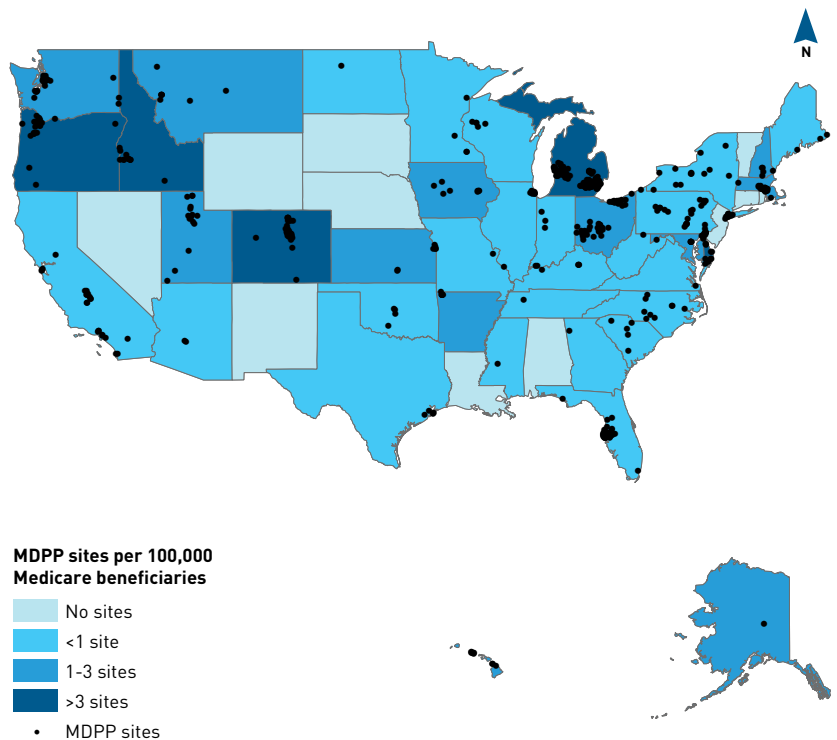 N
MDPP sites per 100,000
Medicare beneficiaries
No sites
<1 site
1-3 sites
>3 sites
MDPP sites